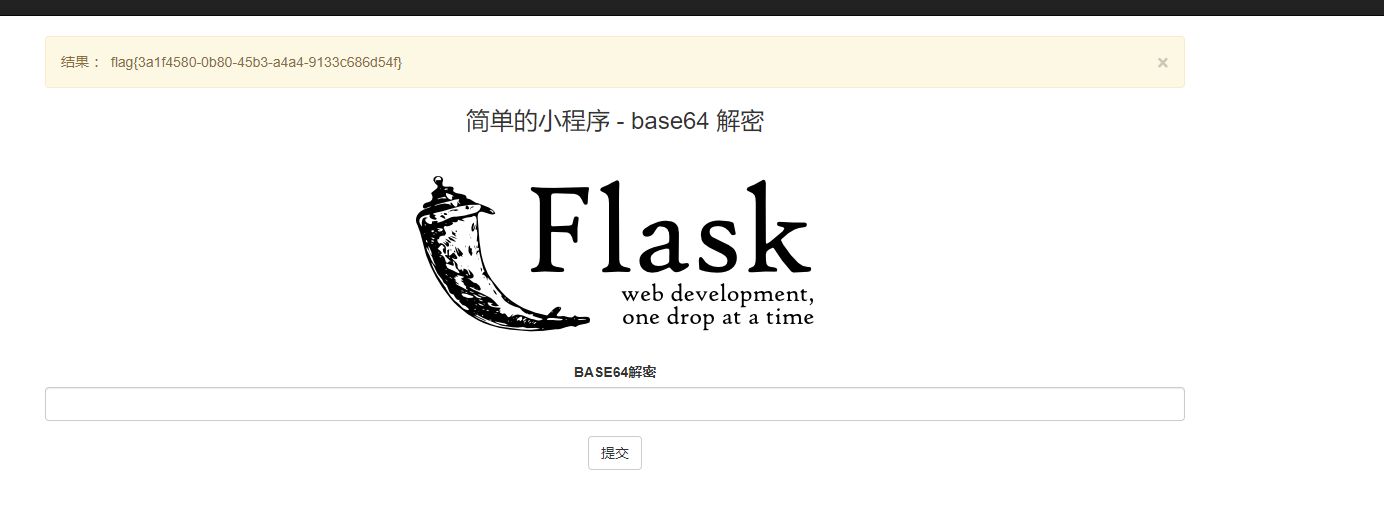 结果： flag{3a1f4580-0b80-45b3-a4a4-9133c686d54f}
×
简单的小程序 - base64 解密
Flask
web development,
one drop at a time
BASE64解密
提交